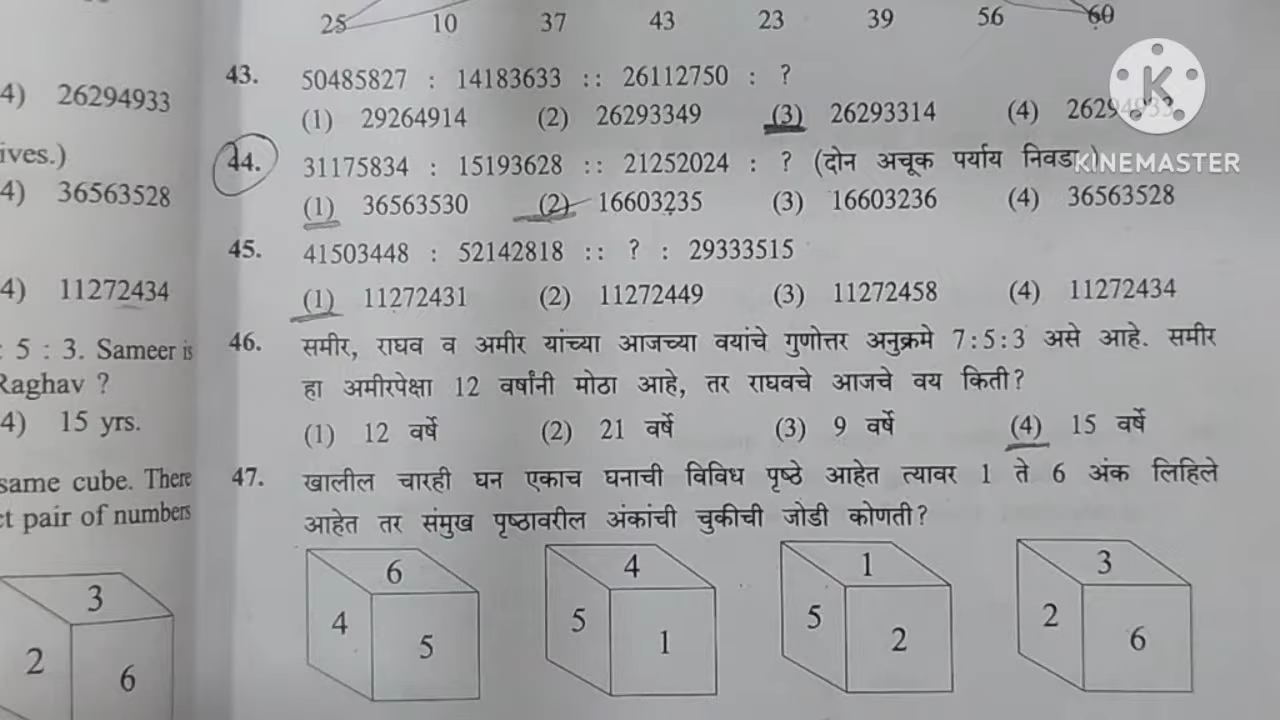 25 10 37 43 23 39 56 60
43. 50485827 : 14183633 :: 26112750 : ?
(1) 29264914 (2) 26293349 (3) 26293314 (4) 26294933
44. 31175834 : 15193628 :: 21252024 : ? (दोन अचूक पर्याय निवडा.)
(1) 36563530 (2) 16603235 (3) 16603236 (4) 36563528
45. 41503448 : 52142818 :: ? : 29333515
(1) 11272431 (2) 11272449 (3) 11272458 (4) 11272434
46. समीर, राघव व अमीर यांच्या आजच्या वयांचे गुणोत्तर अनुक्रमे 7:5:3 असे आहे. समीर
हा अमीरपेक्षा 12 वर्षांनी मोठा आहे, तर राघवचे आजचे वय किती?
(1) 12 वर्षे (2) 21 वर्षे (3) 9 वर्षे (4) 15 वर्षे
47. खालील चारही घन एकाच घनाची विविध पृष्ठे आहेत त्यावर 1 ते 6 अंक लिहिले
आहेत तर संमुख पृष्ठावरील अंकांची चुकीची जोडी कोणती?
6 4 1 3
4 5 5 1 5 2 2 6
4) 26294933
ives.)
4) 36563528
4) 11272434
: 5 : 3. Sameer is
Raghav ?
4) 15 yrs.
same cube. There
ct pair of numbers
3
2 6
K
KINEMASTER